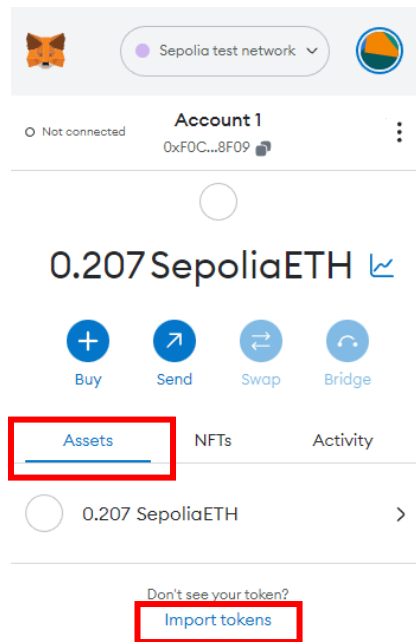 Sepolia test network
Not connected
Account 1
0xF0C...8F09
0.207 SepoliaETH
Buy Send Swap Bridge
Assets NFTs Activity
0.207 SepoliaETH
Don't see your token?
Import tokens